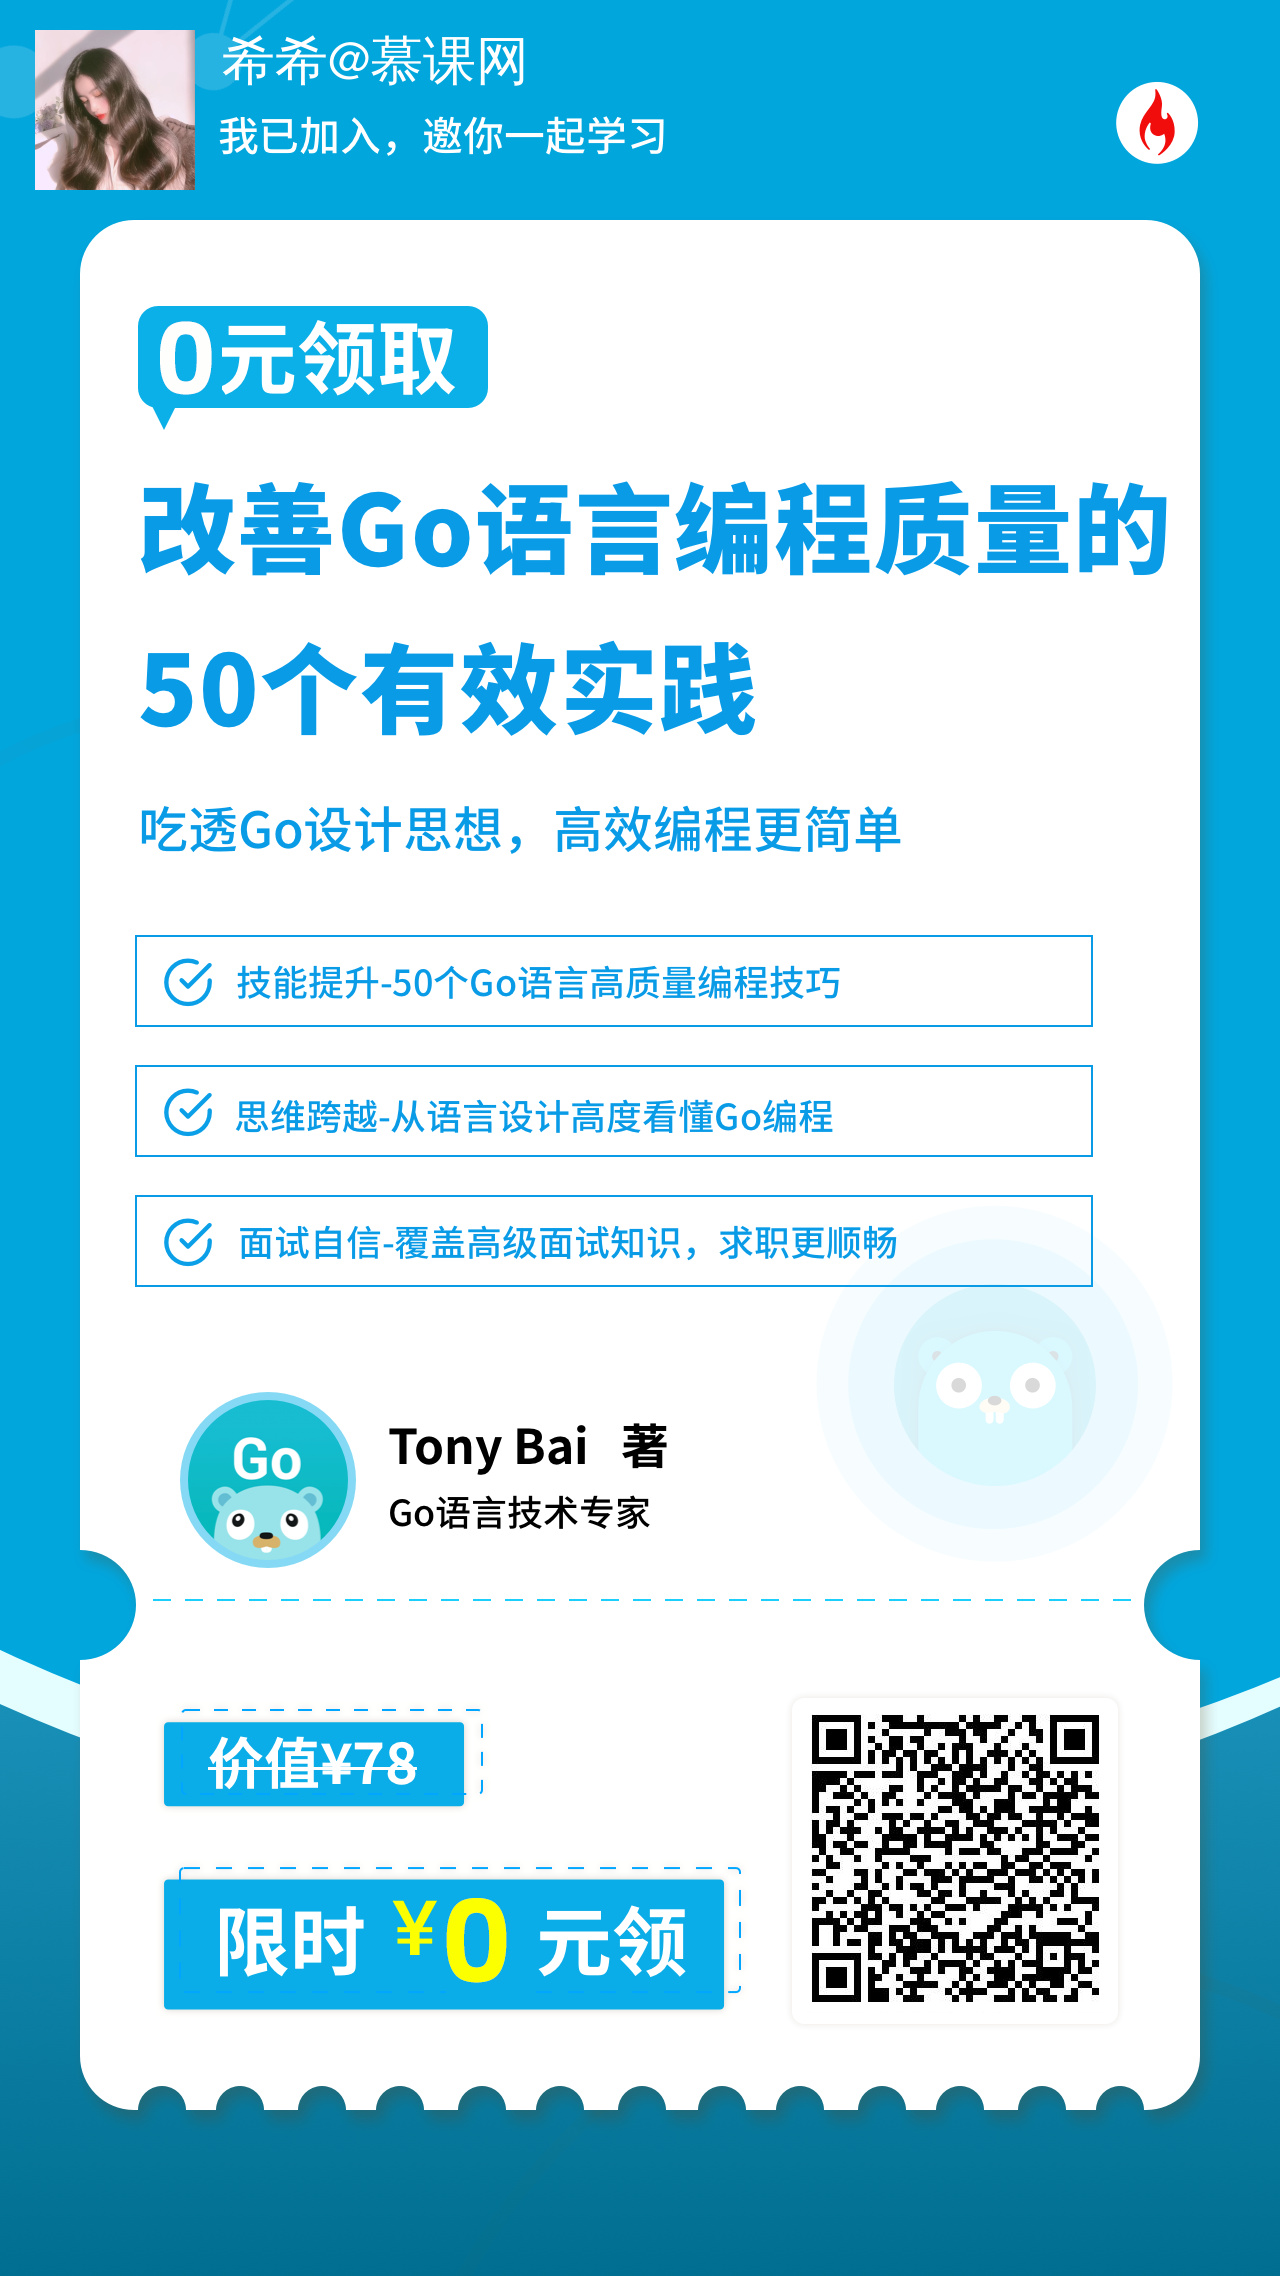 希希@慕课网
我已加入，邀你一起学习
0元领取
改善Go语言编程质量的
50个有效实践
吃透Go设计思想，高效编程更简单
技能提升-50个Go语言高质量编程技巧
思维跨越-从语言设计高度看懂Go编程
面试自信-覆盖高级面试知识，求职更顺畅
Go
Tony Bai 著
Go语言技术专家
价值¥78
限时 ¥0 元领